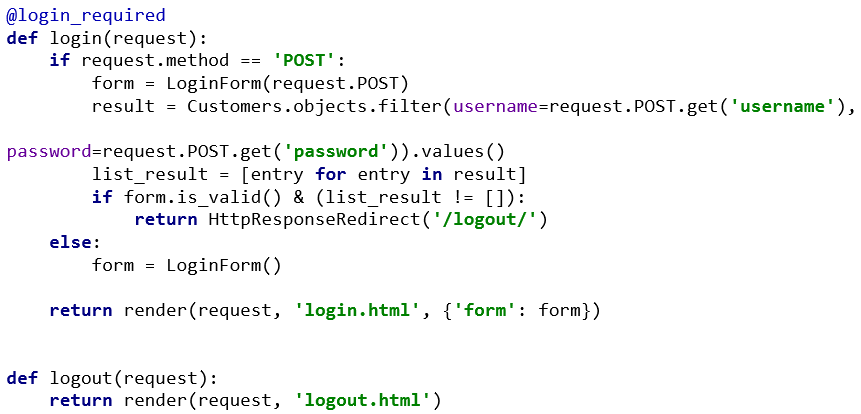 @login_required
def login(request):
    if request.method == 'POST':
        form = LoginForm(request.POST)
        result = Customers.objects.filter(username=request.POST.get('username'),
password=request.POST.get('password')).values()
        list_result = [entry for entry in result]
        if form.is_valid() & (list_result != []):
            return HttpResponseRedirect('/logout/')
    else:
        form = LoginForm()
    return render(request, 'login.html', {'form': form})
def logout(request):
    return render(request, 'logout.html')